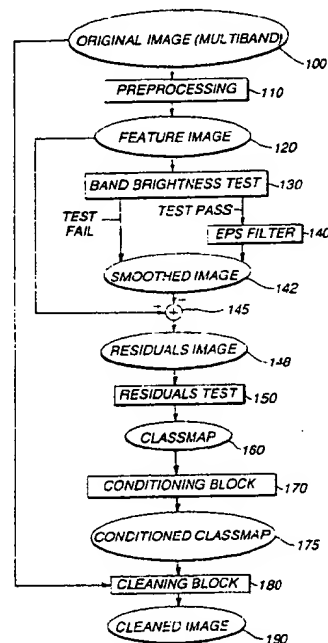 ORIGINAL IMAGE (MULTIBAND)
100
PREPROCESSING
110
FEATURE IMAGE
120
BAND BRIGHTNESS TEST
130
TEST FAIL
TEST PASS
EPS FILTER
140
SMOOTHED IMAGE
142
145
RESIDUALS IMAGE
148
RESIDUALS TEST
150
CLASSMAP
160
CONDITIONING BLOCK
170
CONDITIONED CLASSMAP
175
CLEANING BLOCK
180
CLEANED IMAGE
190